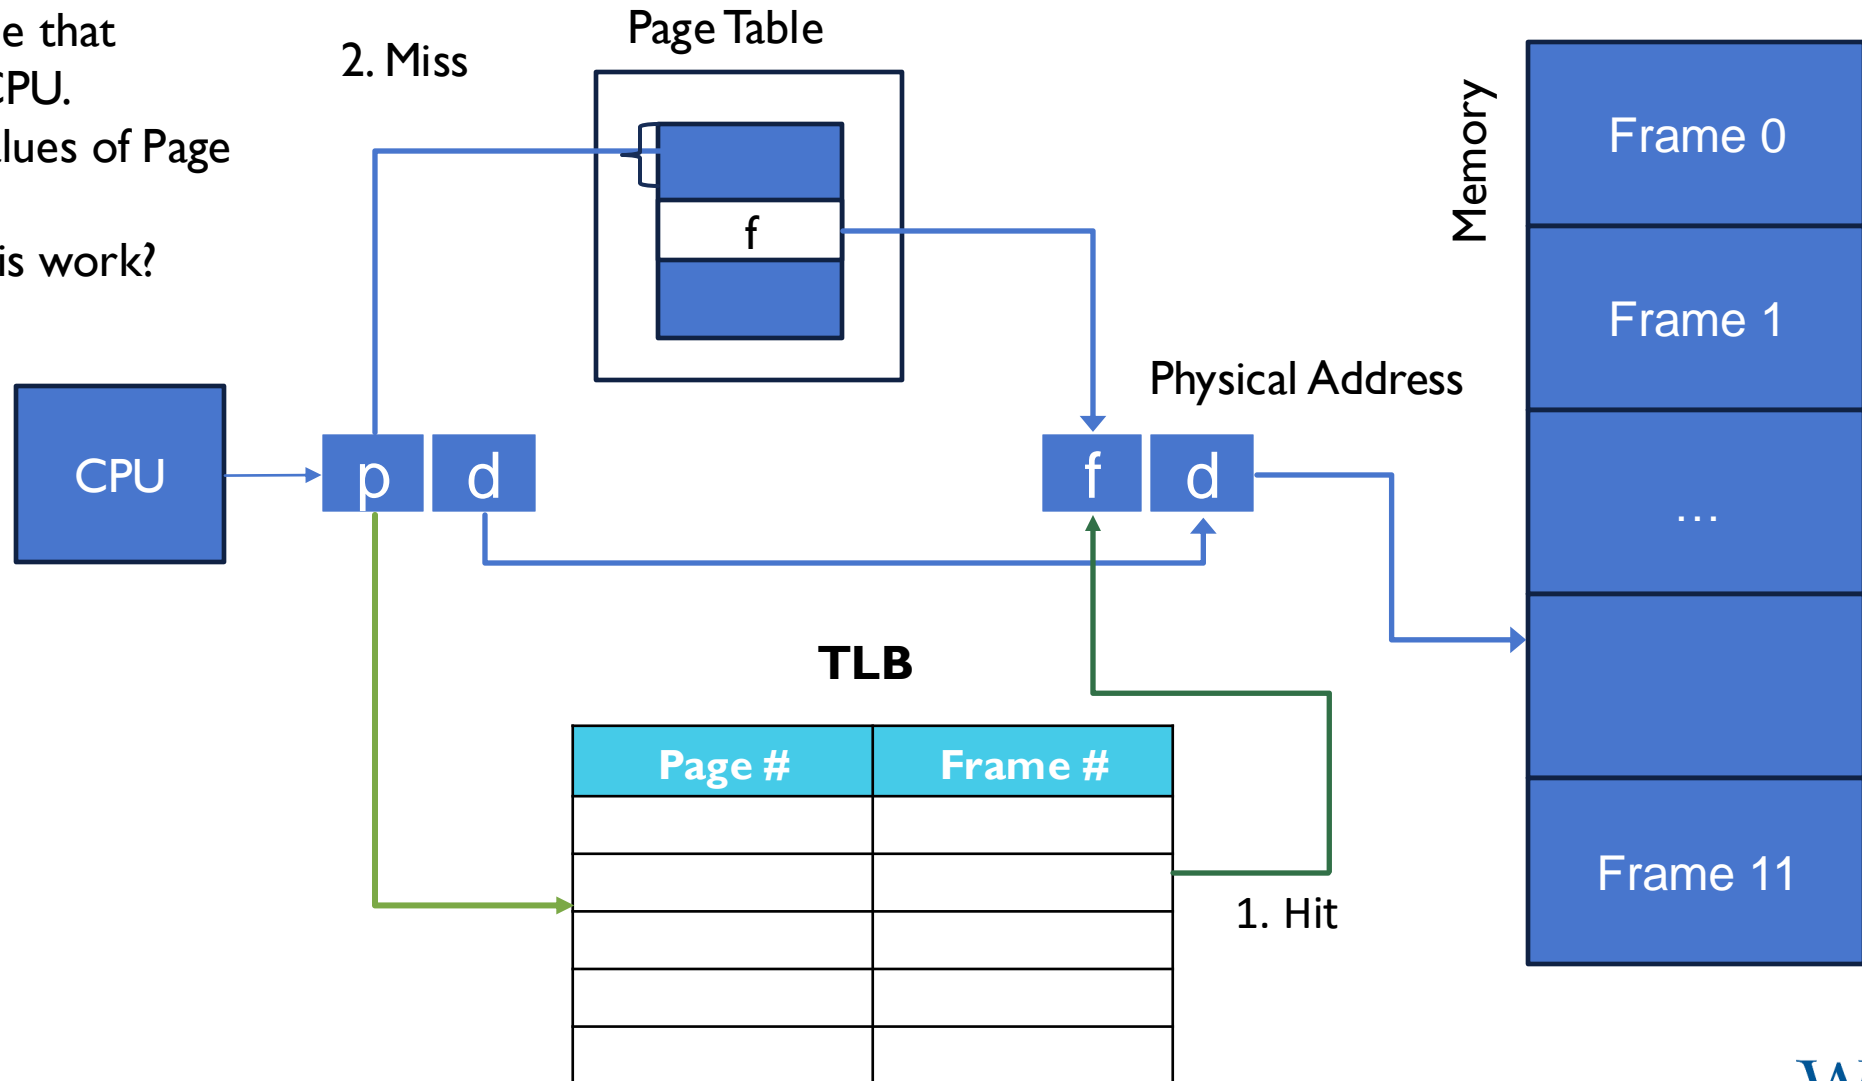 e that
CPU.
lues of Page
is work?
2. Miss
Page Table
f
Memory
Frame 0
Frame 1
...
Frame 11
Physical Address
CPU
p d
f d
TLB
Page # Frame #
1. Hit